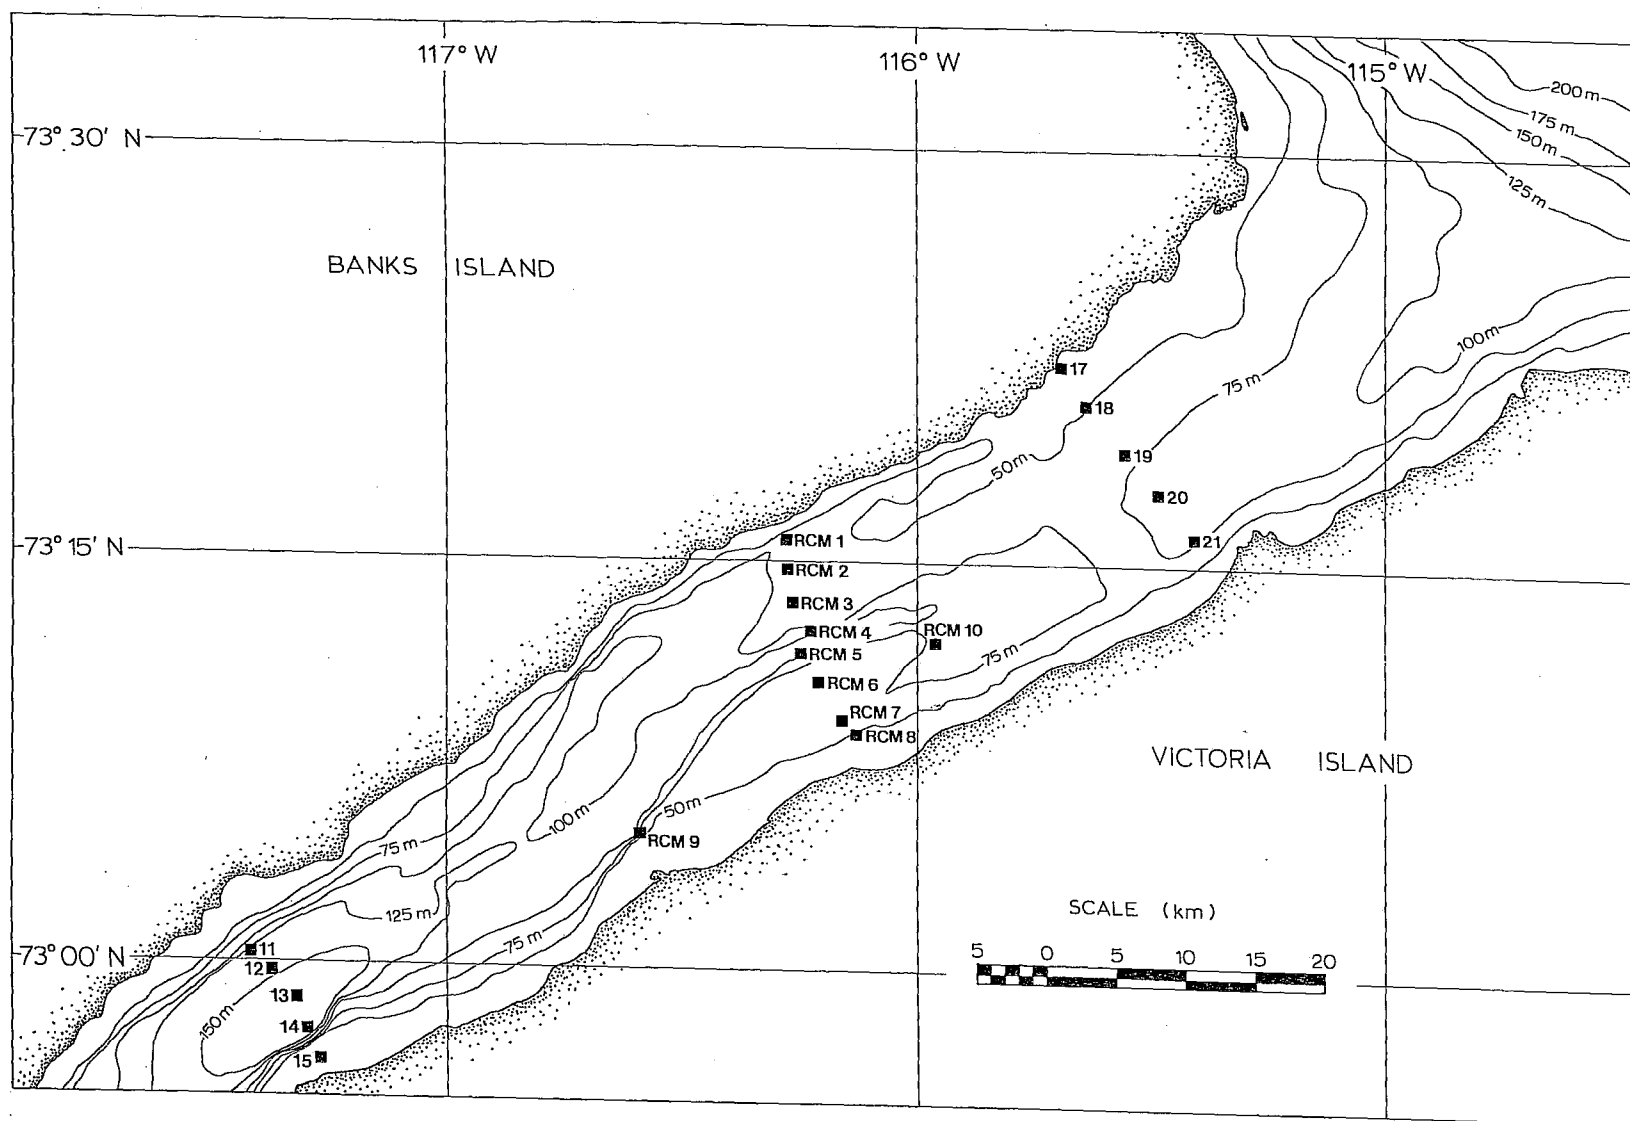 117° W
116° W
115° W
200 m
175 m
150 m
125 m
73° 30' N
BANKS ISLAND
100 m
17
75 m
18
19
50 m
20
73° 15' N
RCM 1
21
RCM 2
RCM 3
RCM 4
RCM 10
RCM 5
75 m
RCM 6
RCM 7
RCM 8
VICTORIA ISLAND
50 m
100 m
RCM 9
75 m
125 m
SCALE (km)
75 m
11
73° 00' N
12
5 0 5 10 15 20
13
150 m
14
15